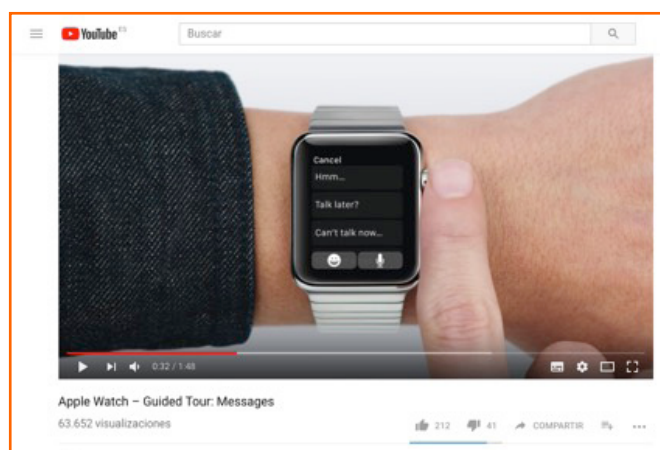 YouTube ES
Buscar
Cancel
Hmm...
Talk later?
Can't talk now...
0:32 / 1:48
Apple Watch – Guided Tour: Messages
63.652 visualizaciones
212
41
COMPARTIR